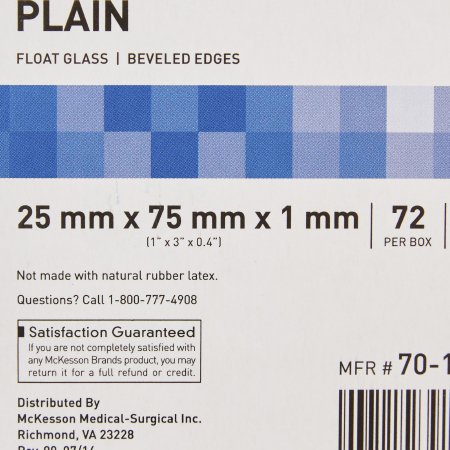 PLAIN
FLOAT GLASS | BEVELED EDGES
25 mm x 75 mm x 1 mm | 72
(1" x 3" x 0.4") PER BOX
Not made with natural rubber latex.
Questions? Call 1-800-777-4908
Satisfaction Guaranteed
If you are not completely satisfied with
any McKesson Brands product, you may
return it for a full refund or credit.
MFR # 70-1
Distributed By
McKesson Medical-Surgical Inc.
Richmond, VA 23228